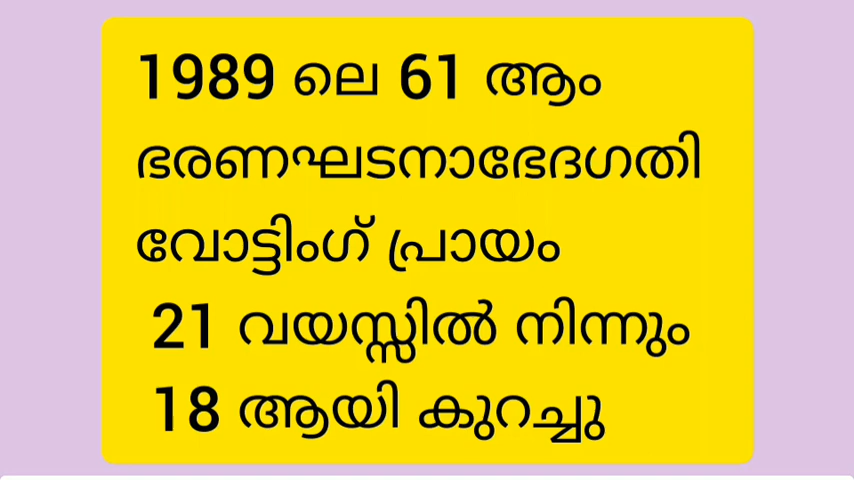 1989 ലെ 61 ആം
ഭരണഘടനാഭേദഗതി
വോട്ടിംഗ് പ്രായം
21 വയസ്സിൽ നിന്നും
18 ആയി കുറച്ചു